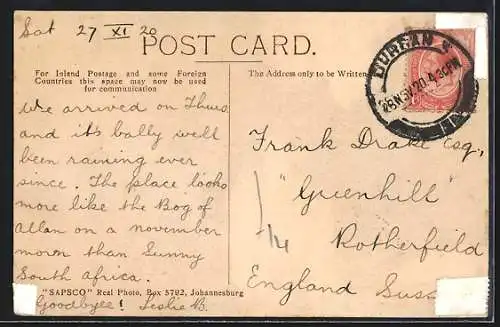 Sat 27 XI 20
POST CARD.
For Inland Postage and some Foreign
Countries this space may now be used
for communication
The Address only to be Written
DURBAN
28 NOV 20 4.30 PM
We arrived on Thurs
and it's bally well
been raining ever
since. The place looks
more like the Bog of
Allan on a november
morn than Sunny
South africa.
"SAPSCO" Real Photo, Box 5792, Johannesburg
Goodbyee! Leslie B.
Frank Drake Esq.,
"Greenhill"
Rotherfield
England Suss